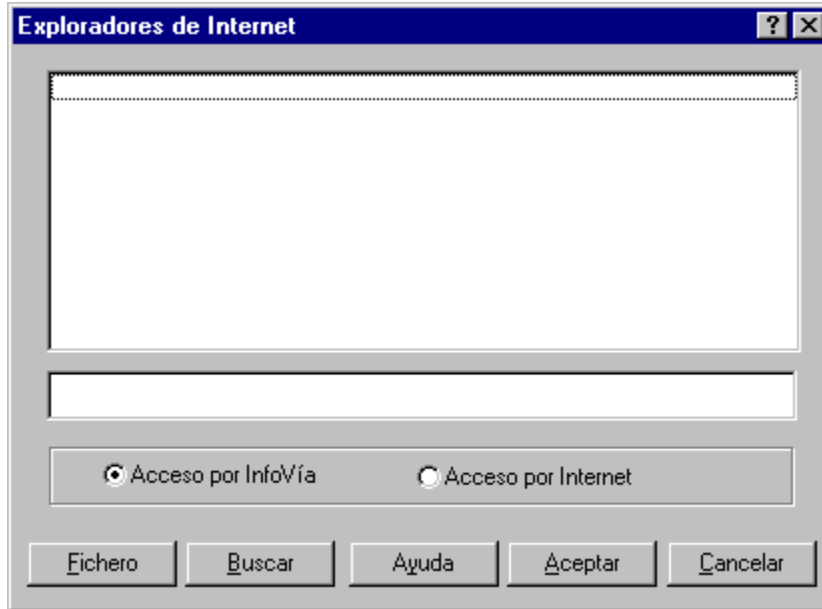 Exploradores de Internet
Acceso por InfoVía Acceso por Internet
Fichero Buscar Ayuda Aceptar Cancelar